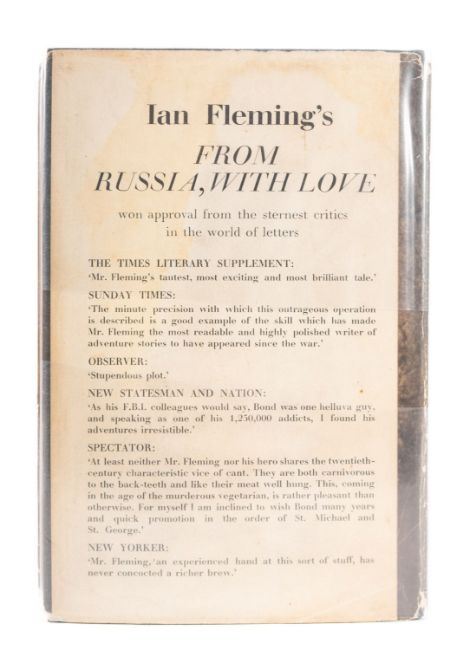 Ian Fleming's
FROM
RUSSIA, WITH LOVE
won approval from the sternest critics
in the world of letters
THE TIMES LITERARY SUPPLEMENT:
'Mr. Fleming's tautest, most exciting and most brilliant tale.'
SUNDAY TIMES:
'The minute precision with which this outrageous operation
is described is a good example of the skill which has made
Mr. Fleming the most readable and highly polished writer of
adventure stories to have appeared since the war.'
OBSERVER:
'Stupendous plot.'
NEW STATESMAN AND NATION:
'As his F.B.I. colleagues would say, Bond was one helluva guy,
and speaking as one of his 1,250,000 addicts, I found his
adventures irresistible.'
SPECTATOR:
'At least neither Mr. Fleming nor his hero shares the twentieth-
century characteristic vice of cant. They are both carnivorous
to the back-teeth and like their meat well hung. This, coming
in the age of the murderous vegetarian, is rather pleasant than
otherwise. For myself I am inclined to wish Bond many years
and quick promotion in the order of St. Michael and
St. George.'
NEW YORKER:
'Mr. Fleming, 'an experienced hand at this sort of stuff, has
never concocted a richer brew.'